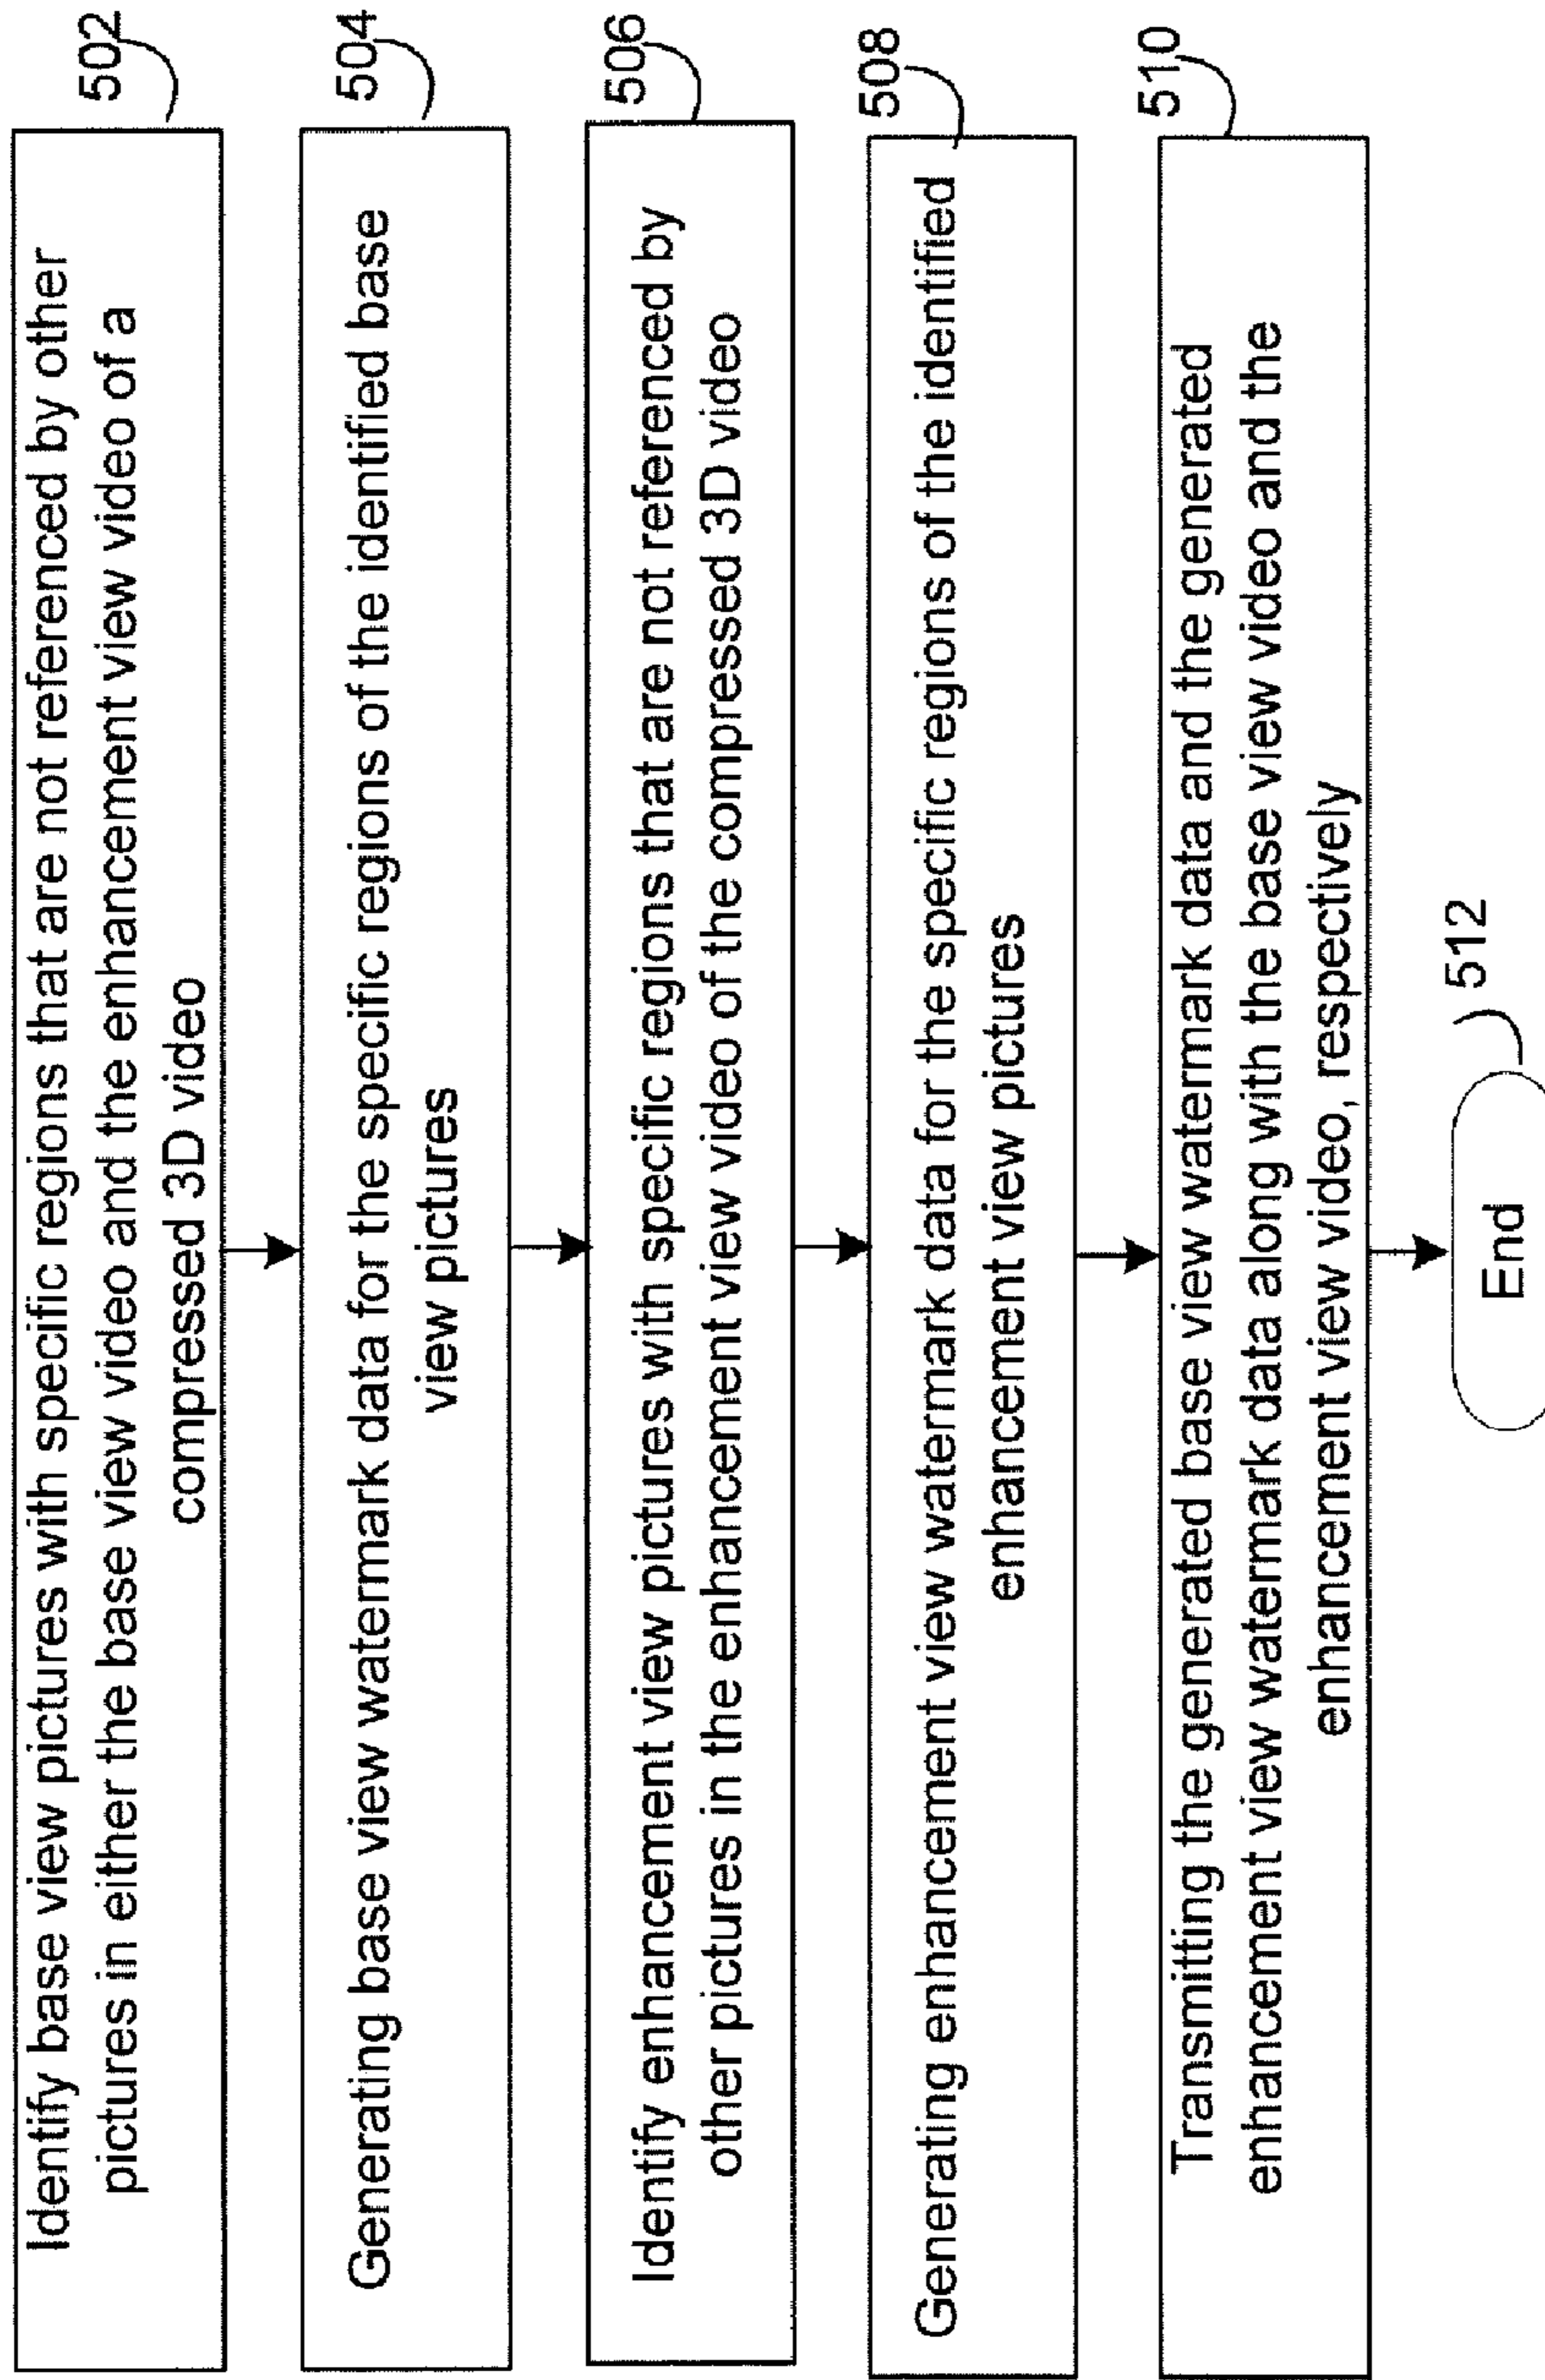 502
Identify base view pictures with specific regions that are not referenced by other
pictures in either the base view video and the enhancement view video of a
compressed 3D video
504
Generating base view watermark data for the specific regions of the identified base
view pictures
506
Identify enhancement view pictures with specific regions that are not referenced by
other pictures in the enhancement view video of the compressed 3D video
508
Generating enhancement view watermark data for the specific regions of the identified
enhancement view pictures
510
Transmitting the generated base view watermark data and the generated
enhancement view watermark data along with the base view video and the
enhancement view video, respectively
512
End